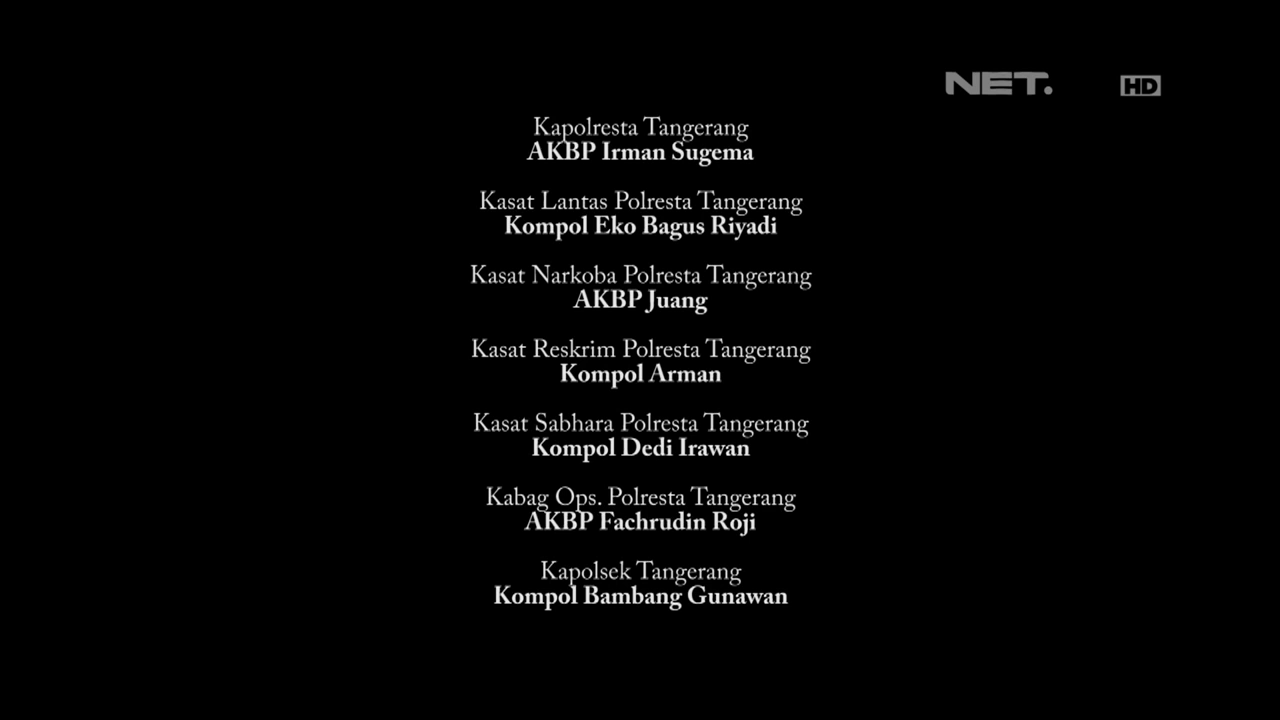 NET. HD
Kapolresta Tangerang
AKBP Irman Sugema
Kasat Lantas Polresta Tangerang
Kompol Eko Bagus Riyadi
Kasat Narkoba Polresta Tangerang
AKBP Juang
Kasat Reskrim Polresta Tangerang
Kompol Arman
Kasat Sabhara Polresta Tangerang
Kompol Dedi Irawan
Kabag Ops. Polresta Tangerang
AKBP Fachrudin Roji
Kapolsek Tangerang
Kompol Bambang Gunawan